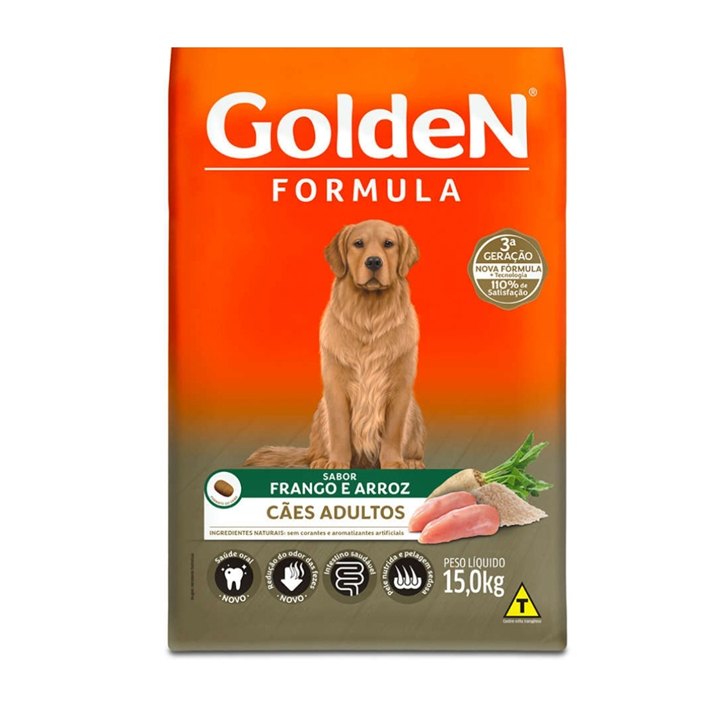 GoldeN®
FORMULA
3ª
GERAÇÃO
NOVA FÓRMULA
+ Tecnologia
110% de
Satisfação
SABOR
FRANGO E ARROZ
CÃES ADULTOS
INGREDIENTES NATURAIS: sem corantes e aromatizantes artificiais
Saúde oral
• NOVO •
Redução do odor das fezes
• NOVO •
Intestino saudável
Pele nutrida e pelagem sedosa
PESO LÍQUIDO
15,0kg
T